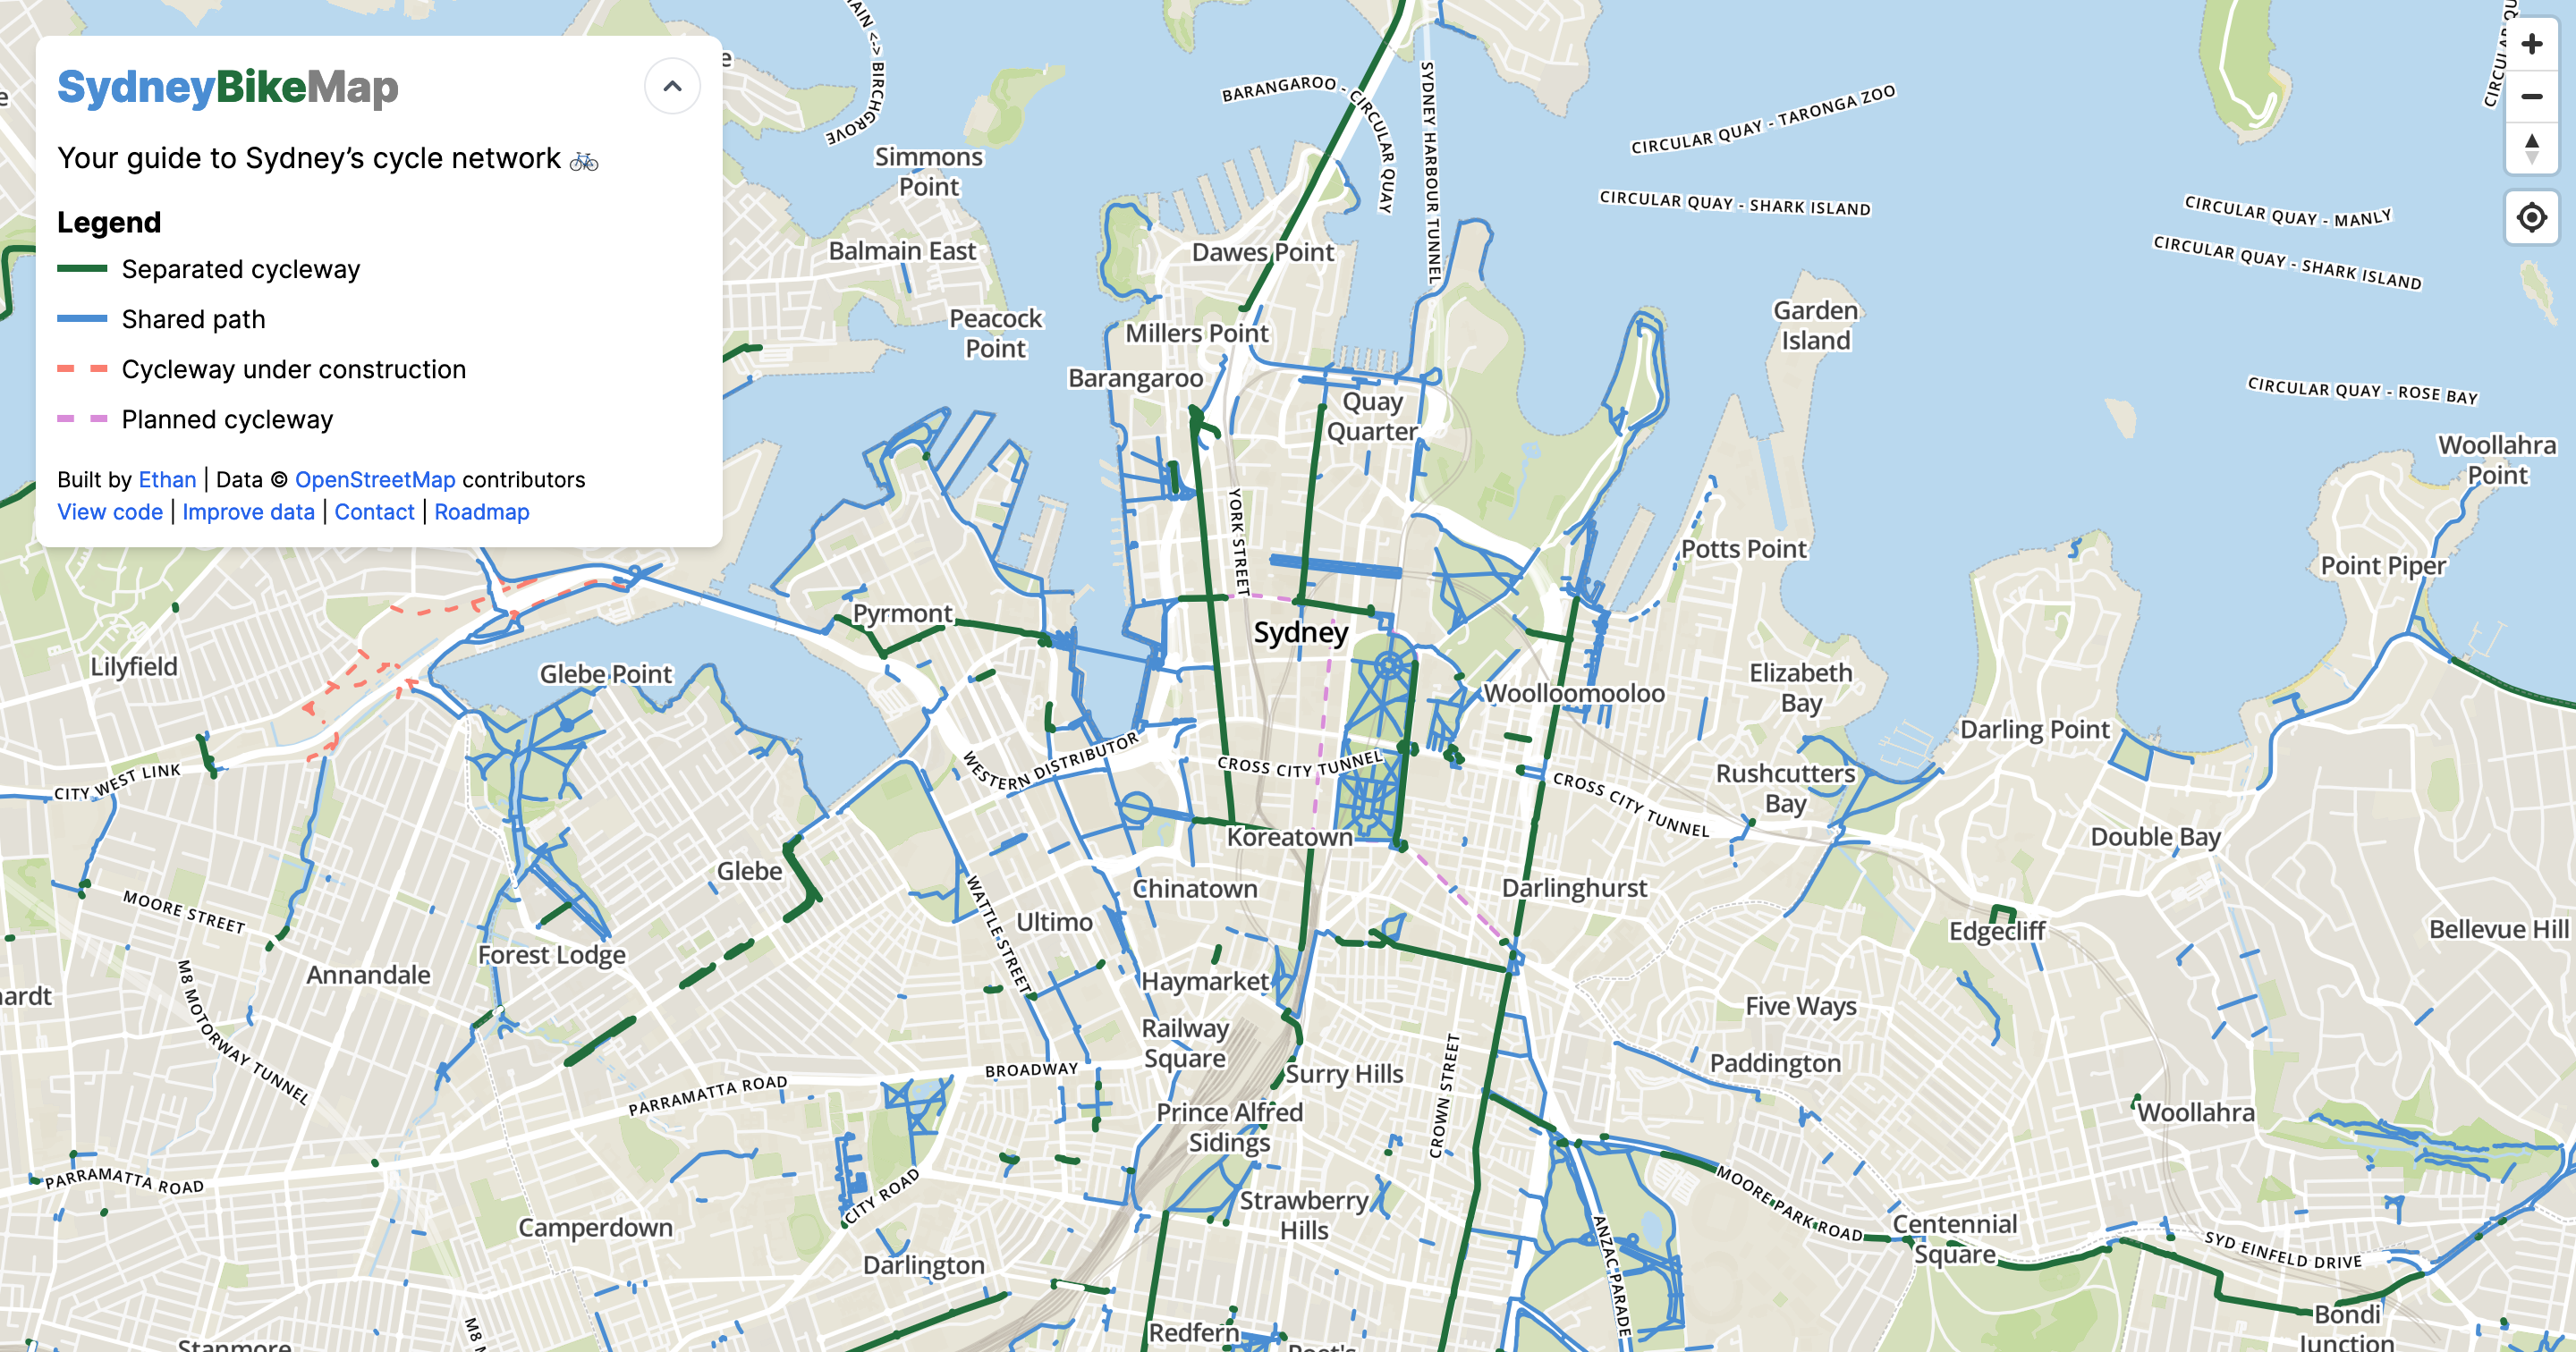 SydneyBikeMap
Your guide to Sydney’s cycle network 🚲
Legend
Separated cycleway
Shared path
Cycleway under construction
Planned cycleway
Built by Ethan | Data © OpenStreetMap contributors
View code | Improve data | Contact | Roadmap
BIRCHGROVE
BARANGAROO - CIRCULAR QUAY
SYDNEY HARBOUR TUNNEL
CIRCULAR QUAY - TARONGA ZOO
CIRCULAR QUAY - SHARK ISLAND
CIRCULAR QUAY - MANLY
CIRCULAR QUAY - SHARK ISLAND
CIRCULAR QUAY - ROSE BAY
Simmons
Point
Balmain East
Peacock
Point
Dawes Point
Millers Point
Barangaroo
Quay
Quarter
Garden
Island
Woollahra
Point
Point Piper
Potts Point
YORK STREET
Pyrmont
Sydney
Lilyfield
Glebe Point
Woolloomooloo
Elizabeth
Bay
Darling Point
CITY WEST LINK
WESTERN DISTRIBUTOR
CROSS CITY TUNNEL
CROSS CITY TUNNEL
Rushcutters
Bay
Double Bay
Koreatown
Glebe
Chinatown
Darlinghurst
MOORE STREET
WATTLE STREET
Ultimo
Edgecliff
Bellevue Hill
Forest Lodge
Annandale
Haymarket
M8 MOTORWAY TUNNEL
Five Ways
Railway
Square
BROADWAY
Surry Hills
CROWN STREET
Paddington
PARRAMATTA ROAD
Prince Alfred
Sidings
Woollahra
PARRAMATTA ROAD
CITY ROAD
Strawberry
Hills
MOORE PARK ROAD
Centennial
Square
Camperdown
Darlington
ANZAC PARADE
SYD EINFELD DRIVE
Bondi
Junction
Redfern
Stanmore